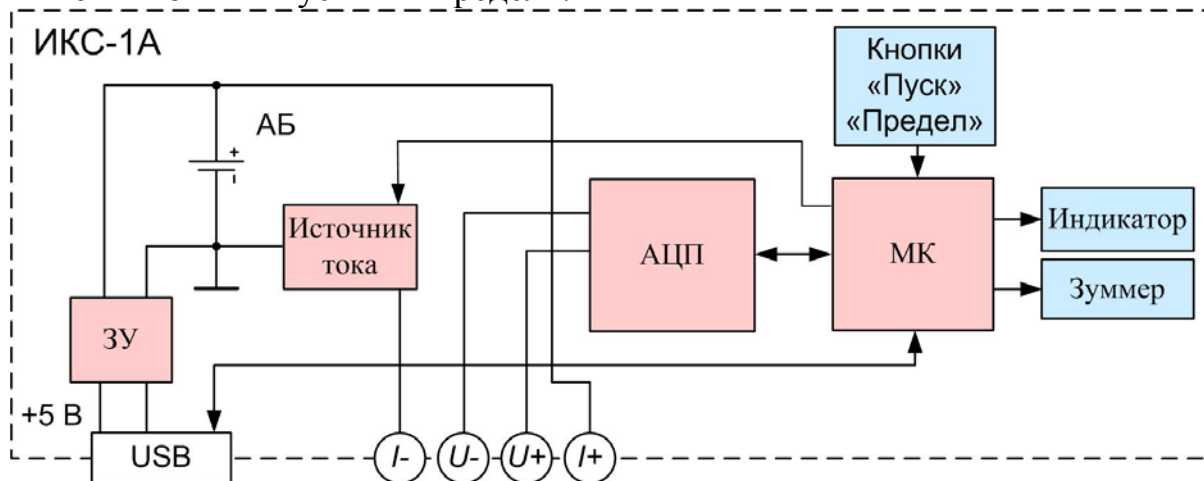 ИКС-1А
Кнопки
«Пуск»
«Предел»
АБ
+
-
Источник
тока
АЦП
МК
Индикатор
Зуммер
ЗУ
+5 В
USB
I-
U-
U+
I+